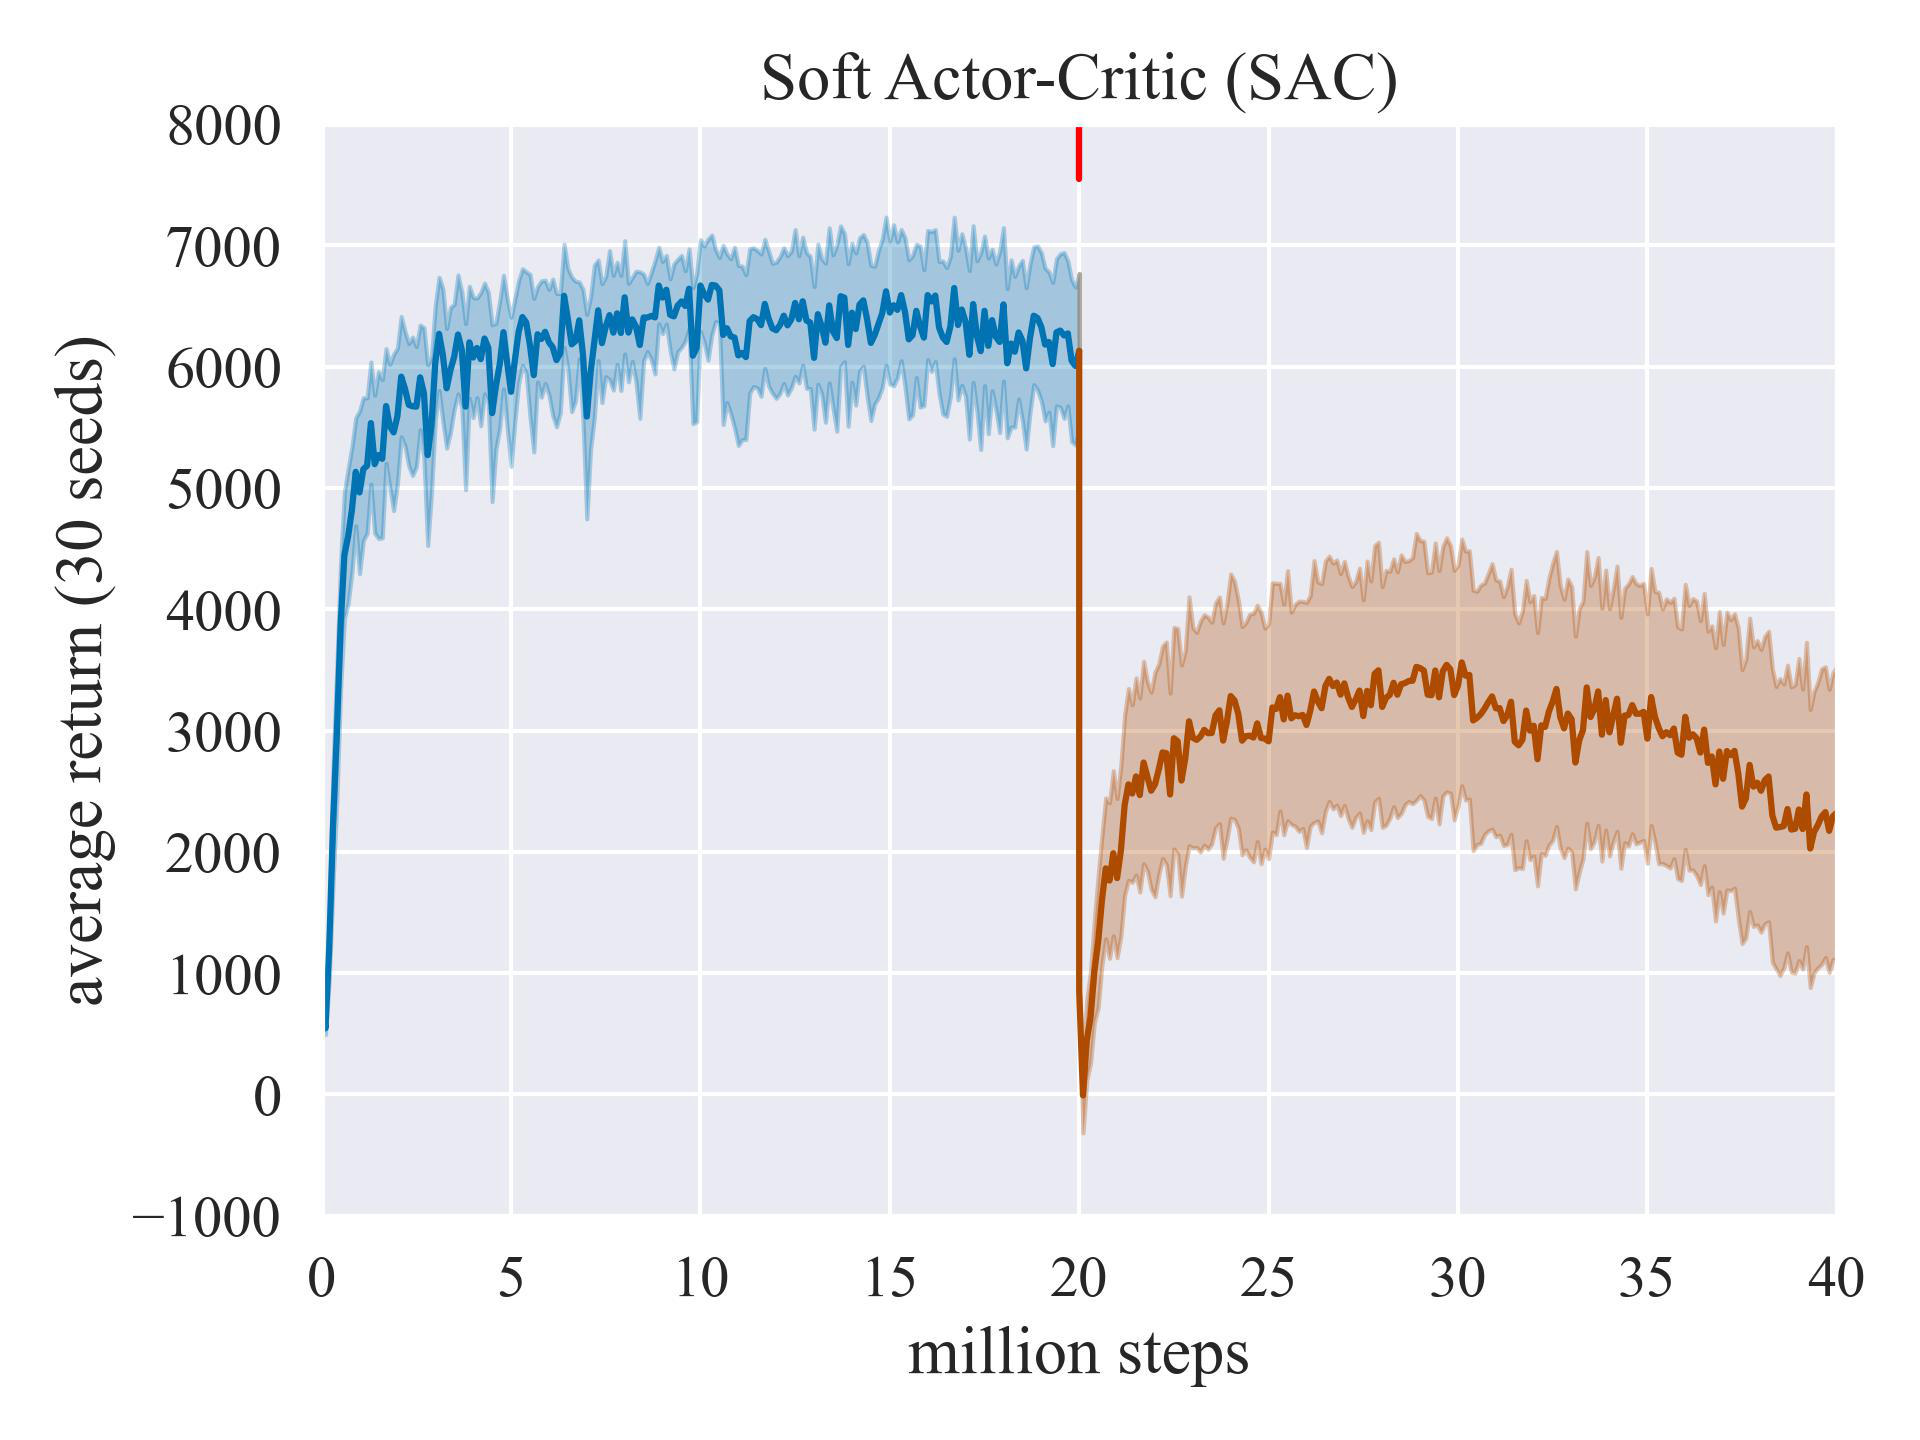 Soft Actor-Critic (SAC)
8000
7000
6000
5000
4000
3000
2000
1000
0
−1000
average return (30 seeds)
0 5 10 15 20 25 30 35 40
million steps